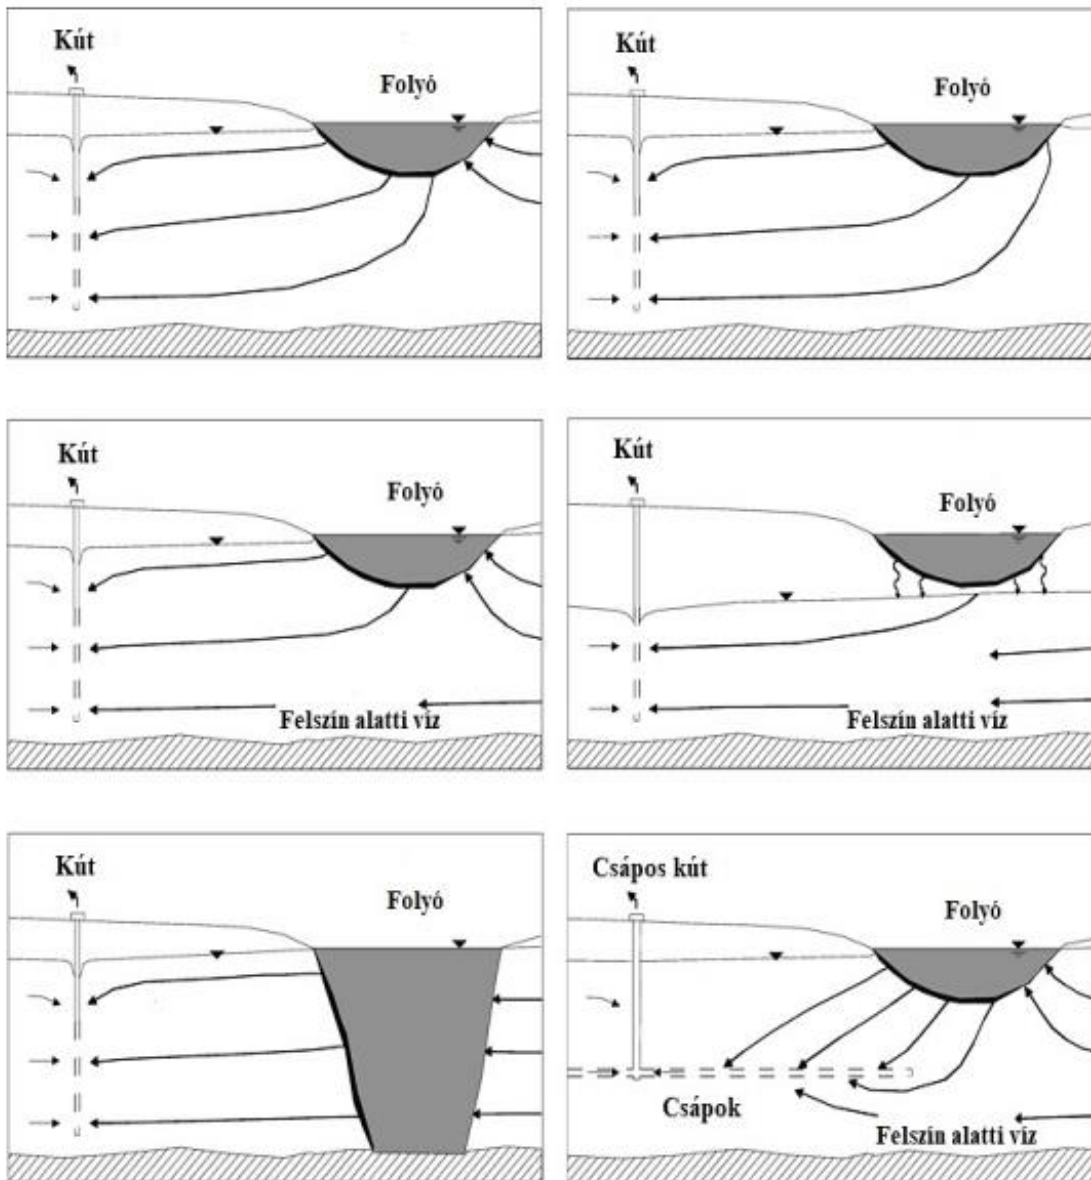 Kút
Folyó
Kút
Folyó
Kút
Folyó
Felszín alatti víz
Kút
Folyó
Felszín alatti víz
Kút
Folyó
Csápos kút
Folyó
Csápok
Felszín alatti víz